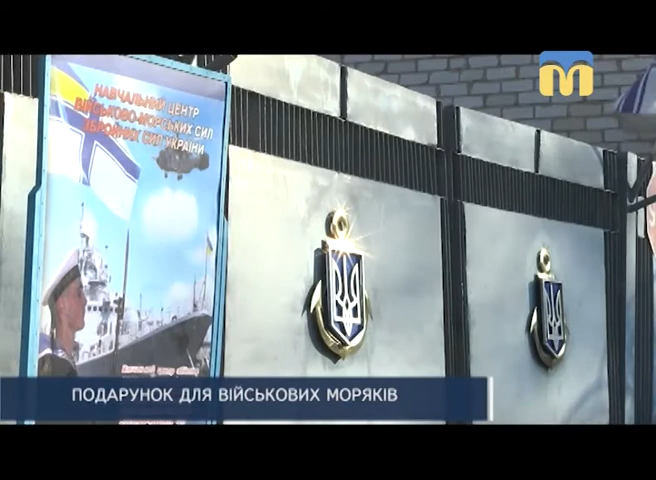 НАВЧАЛЬНИЙ ЦЕНТР
ВІЙСЬКОВО-МОРСЬКИХ СИЛ
ЗБРОЙНИХ СИЛ УКРАЇНИ
ПОДАРУНОК ДЛЯ ВІЙСЬКОВИХ МОРЯКІВ